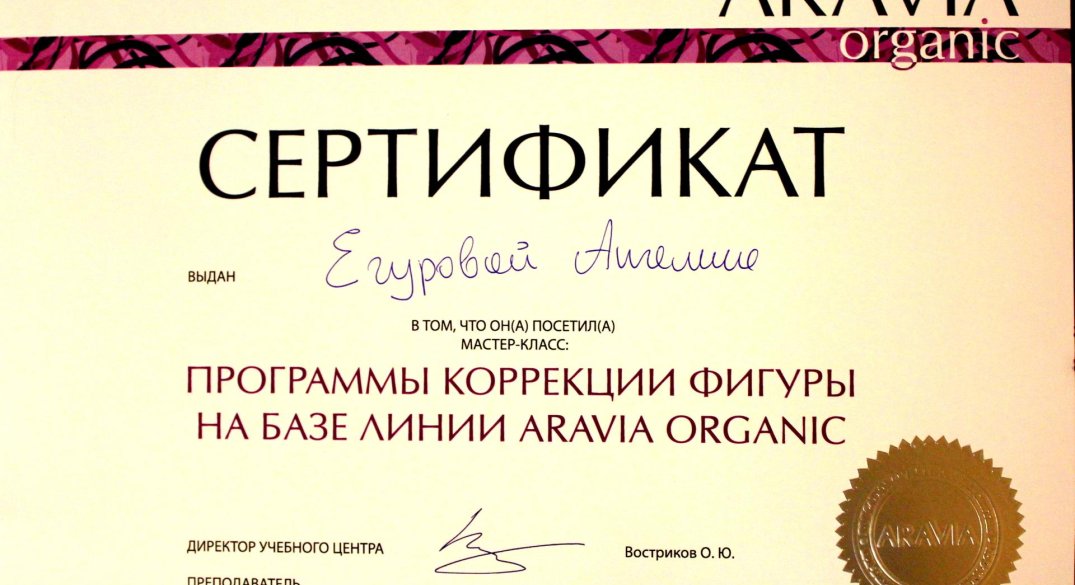 ARAVIA
organic
СЕРТИФИКАТ
ВЫДАН Егуровой Ангелине
В ТОМ, ЧТО ОН(А) ПОСЕТИЛ(А)
МАСТЕР-КЛАСС:
ПРОГРАММЫ КОРРЕКЦИИ ФИГУРЫ
НА БАЗЕ ЛИНИИ ARAVIA ORGANIC
ARAVIA
ДИРЕКТОР УЧЕБНОГО ЦЕНТРА Востриков О. Ю.
ПРЕПОДАВАТЕЛЬ